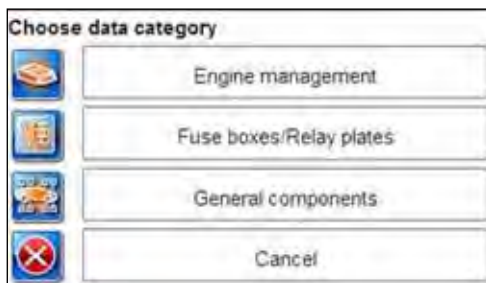 Choose data category
Engine management
Fuse boxes/Relay plates
General components
Cancel